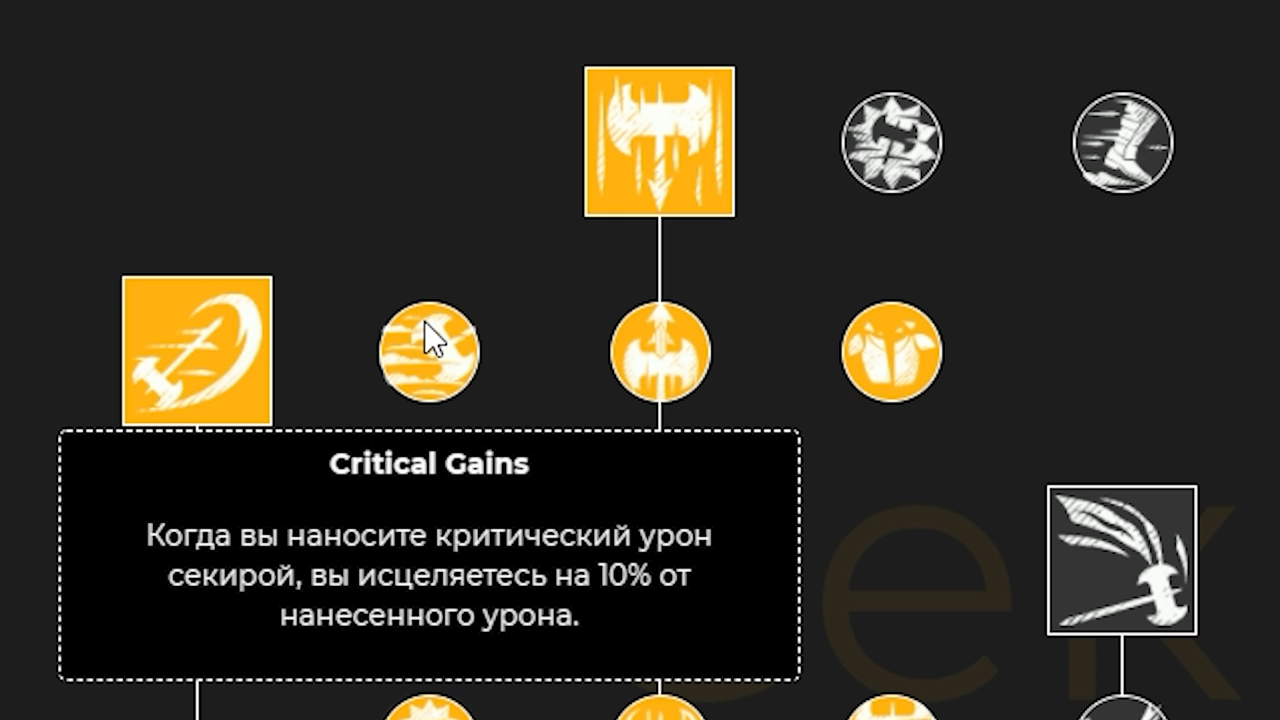 Critical Gains
Когда вы наносите критический урон
секирой, вы исцеляетесь на 10% от
нанесенного урона.